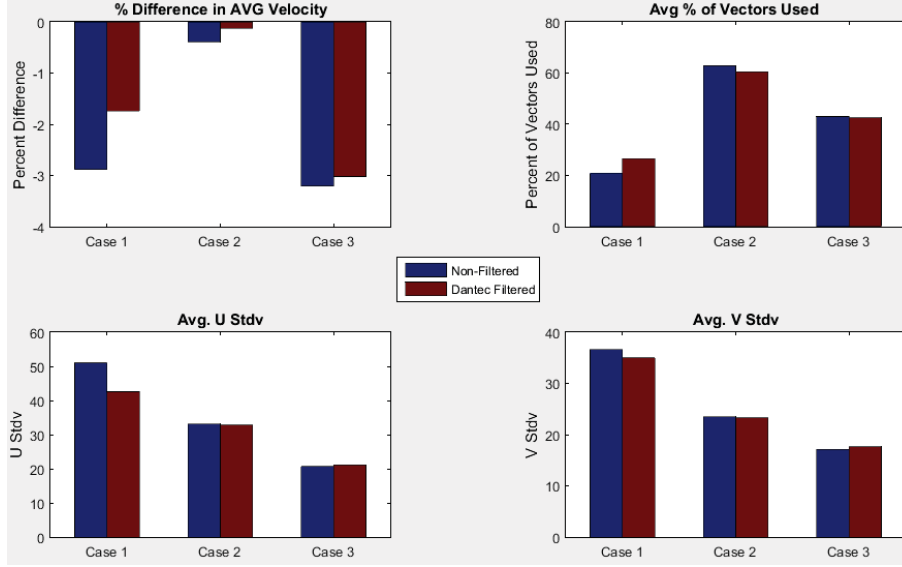 % Difference in AVG Velocity
Percent Difference
0
-1
-2
-3
-4
Case 1 Case 2 Case 3
Avg % of Vectors Used
Percent of Vectors Used
80
60
40
20
0
Case 1 Case 2 Case 3
Non-Filtered
Dantec Filtered
Avg. U Stdv
U Stdv
60
50
40
30
20
10
0
Case 1 Case 2 Case 3
Avg. V Stdv
V Stdv
40
30
20
10
0
Case 1 Case 2 Case 3